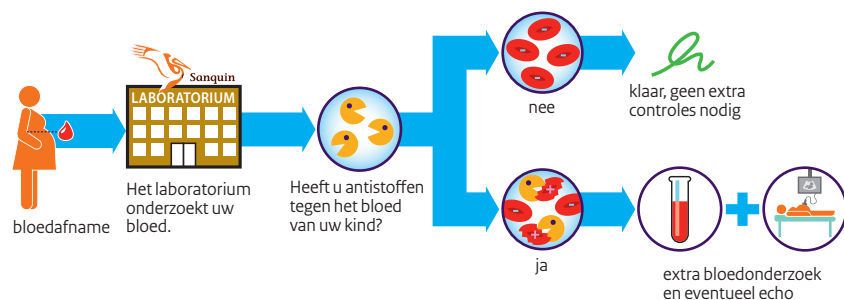 Sanquin
LABORATORIUM
bloedafname
Het laboratorium
onderzoekt uw
bloed.
Heeft u antistoffen
tegen het bloed
van uw kind?
nee
klaar, geen extra
controles nodig
ja
extra bloedonderzoek
en eventueel echo